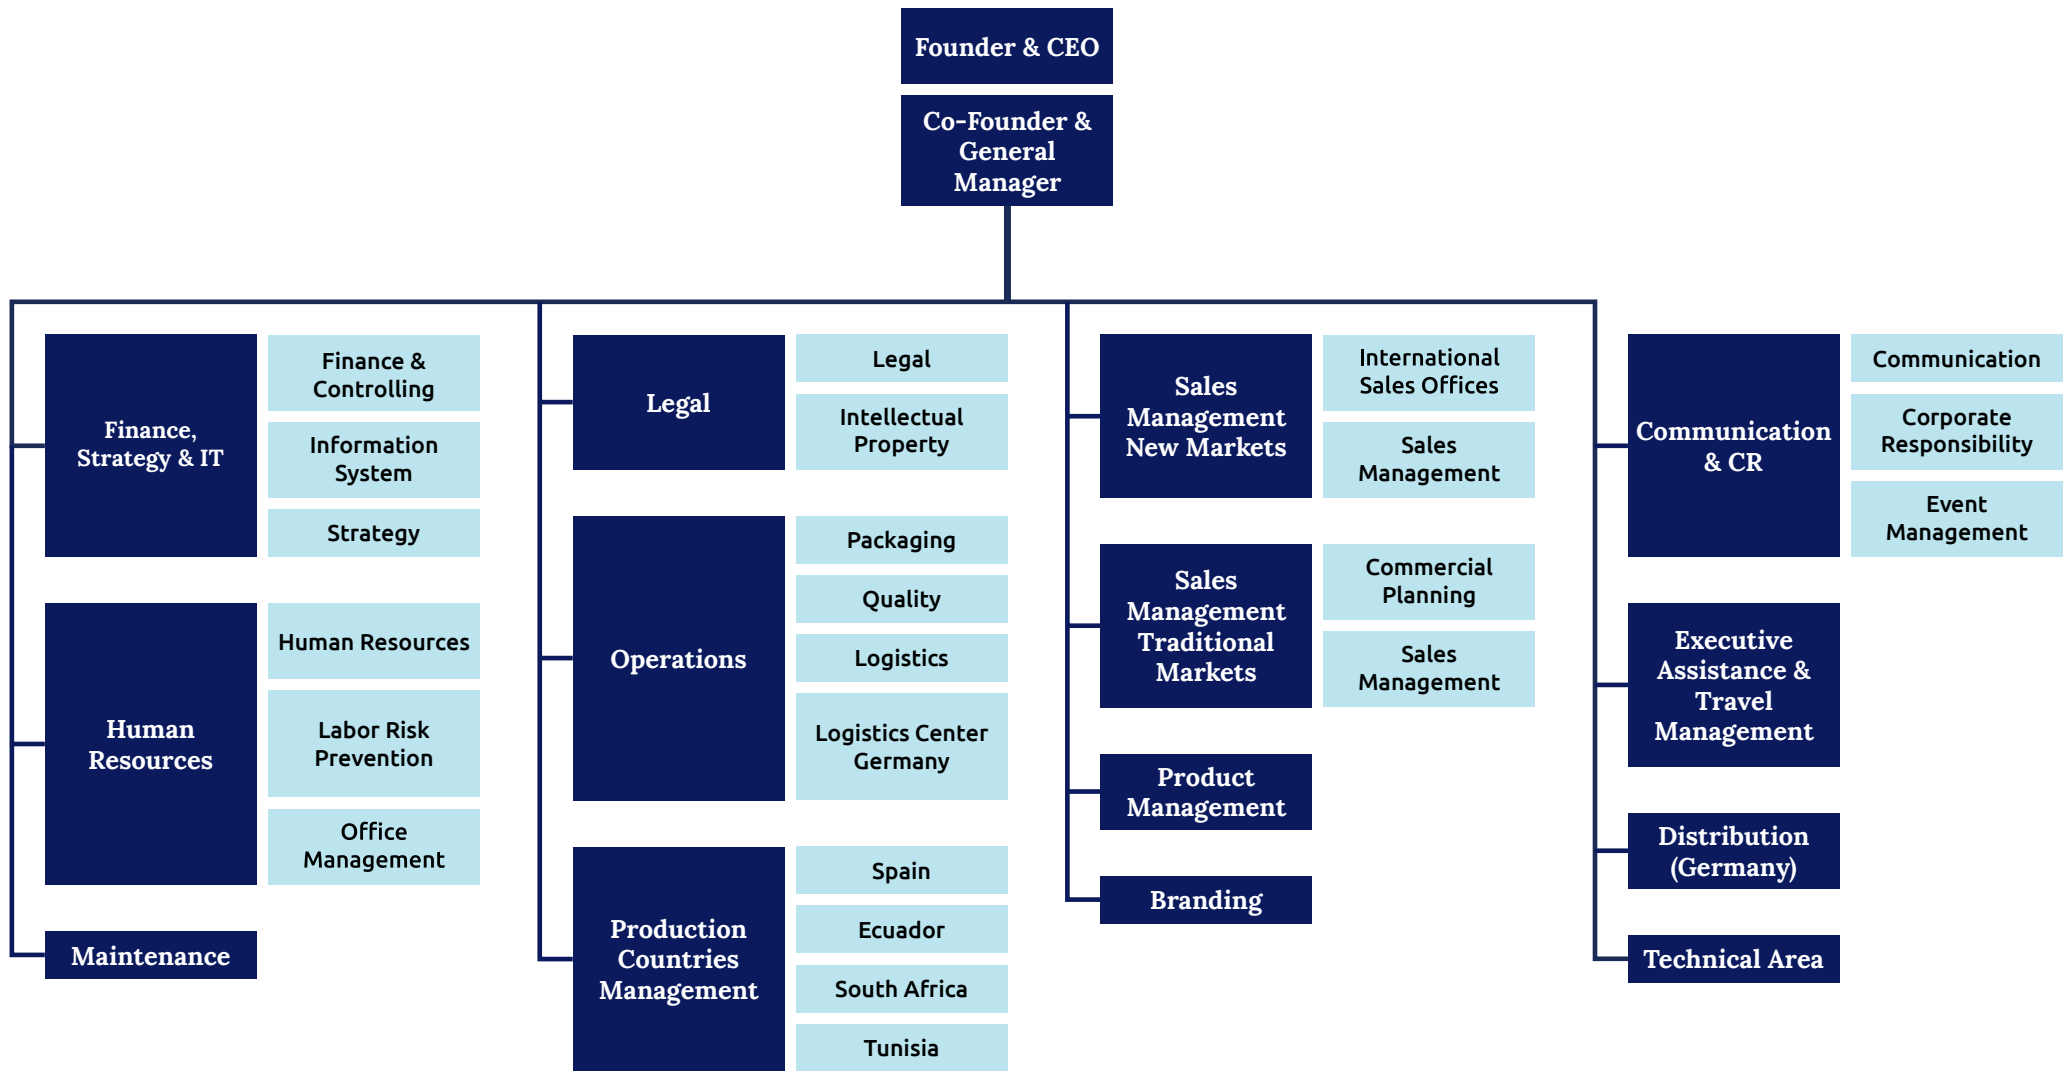 Founder & CEO
Co-Founder &
General
Manager
Finance,
Strategy & IT
Finance &
Controlling
Information
System
Strategy
Human
Resources
Human Resources
Labor Risk
Prevention
Office
Management
Maintenance
Legal
Legal
Intellectual
Property
Operations
Packaging
Quality
Logistics
Logistics Center
Germany
Production
Countries
Management
Spain
Ecuador
South Africa
Tunisia
Sales
Management
New Markets
International
Sales Offices
Sales
Management
Sales
Management
Traditional
Markets
Commercial
Planning
Sales
Management
Product
Management
Branding
Communication
& CR
Communication
Corporate
Responsibility
Event
Management
Executive
Assistance &
Travel
Management
Distribution
(Germany)
Technical Area